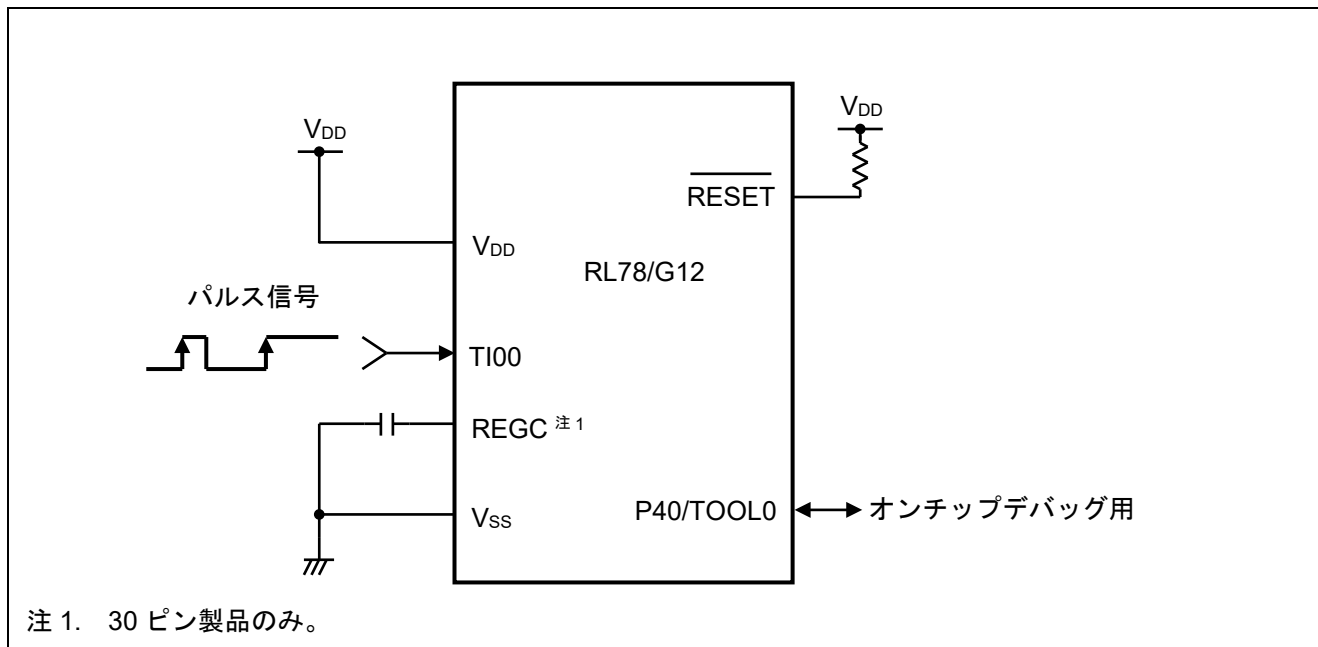 VDD
VDD
RESET
VDD
RL78/G12
パルス信号
TI00
REGC 注 1
VSS
P40/TOOL0
オンチップデバッグ用
注 1. 30 ピン製品のみ。